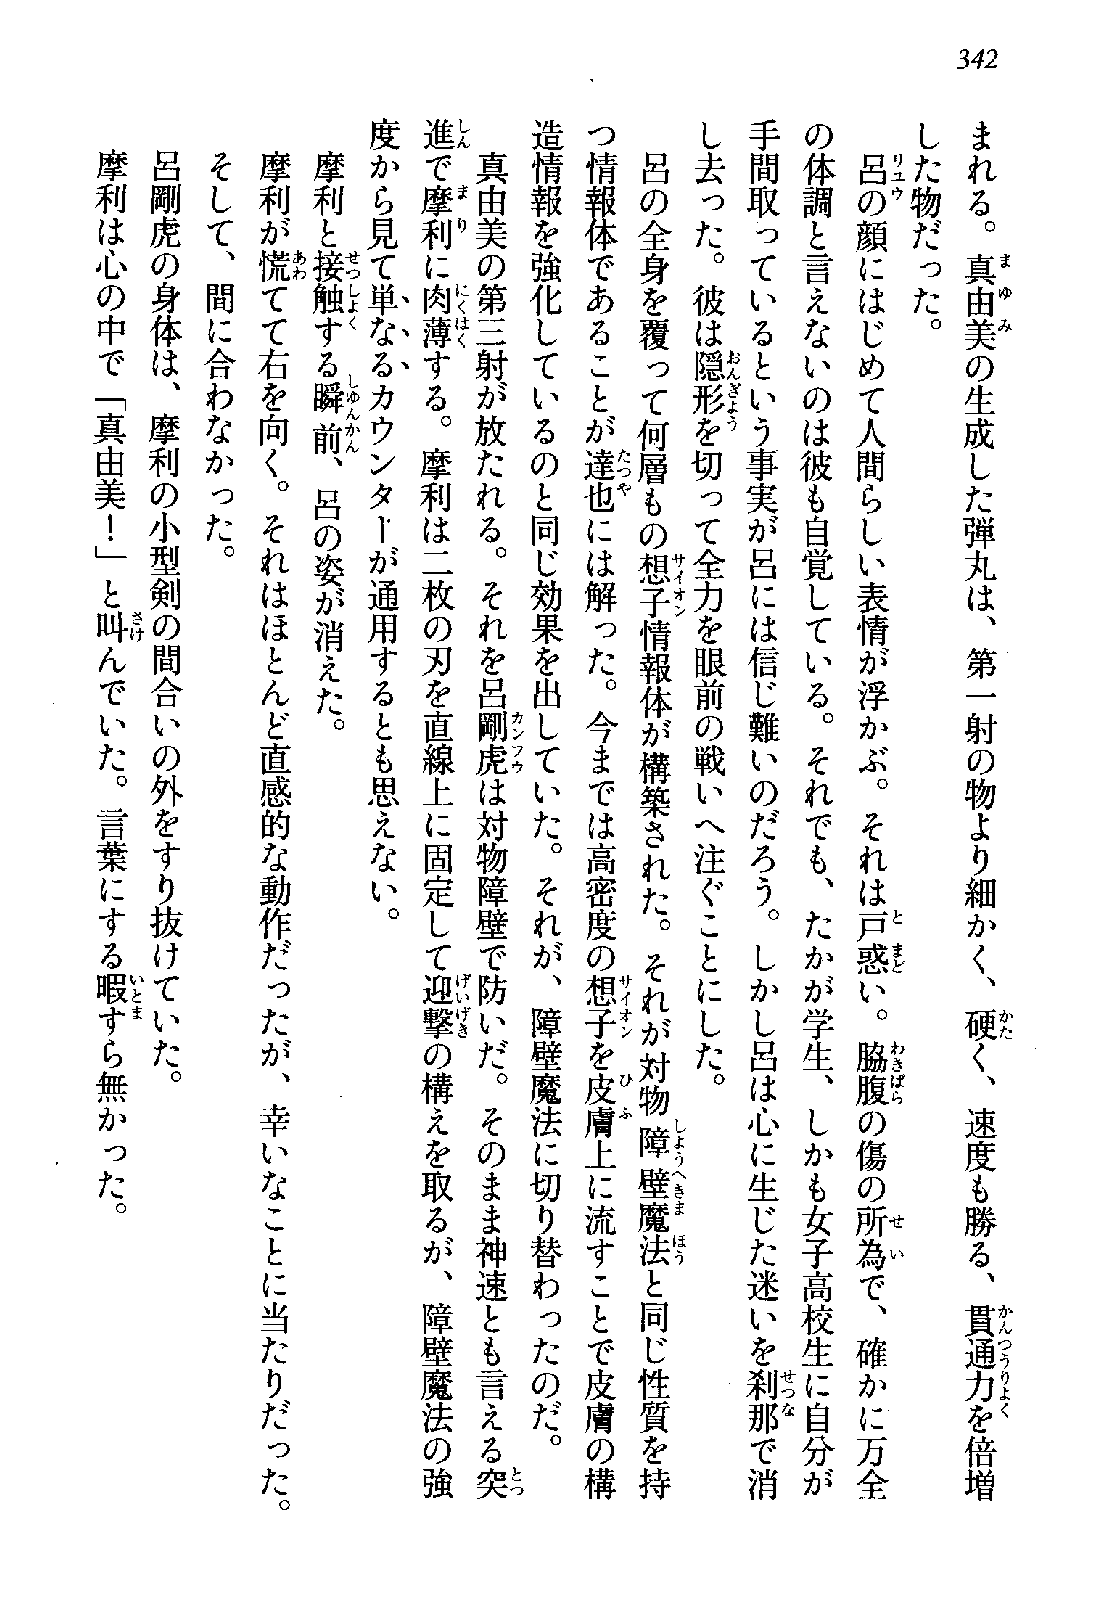 342
まれる。真由美の生成した弾丸は、第一射の物より細かく、硬く、速度も勝る、貫通力を倍増
した物だった。
呂の顔にはじめて人間らしい表情が浮かぶ。それは戸惑い。脇腹の傷の所為で、確かに万全
の体調と言えないのは彼も自覚している。それでも、たかが学生、しかも女子高校生に自分が
手間取っているという事実が呂には信じ難いのだろう。しかし呂は心に生じた迷いを刹那で消
し去った。彼は隠形を切って全力を眼前の戦いへ注ぐことにした。
呂の全身を覆って何層もの想子情報体が構築された。それが対物障壁魔法と同じ性質を持
つ情報体であることが達也には解った。今までは高密度の想子を皮膚上に流すことで皮膚の構
造情報を強化しているのと同じ効果を出していた。それが、障壁魔法に切り替わったのだ。
真由美の第三射が放たれる。それを呂剛虎は対物障壁で防いだ。そのまま神速とも言える突
進で摩利に肉薄する。摩利は二枚の刃を直線上に固定して迎撃の構えを取るが、障壁魔法の強
度から見て単なるカウンターが通用するとも思えない。
摩利と接触する瞬前、呂の姿が消えた。
摩利が慌てて右を向く。それはほとんど直感的な動作だったが、幸いなことに当たりだった。
そして、間に合わなかった。
呂剛虎の身体は、摩利の小型剣の間合いの外をすり抜けていた。
摩利は心の中で「真由美！」と叫んでいた。言葉にする暇すら無かった。